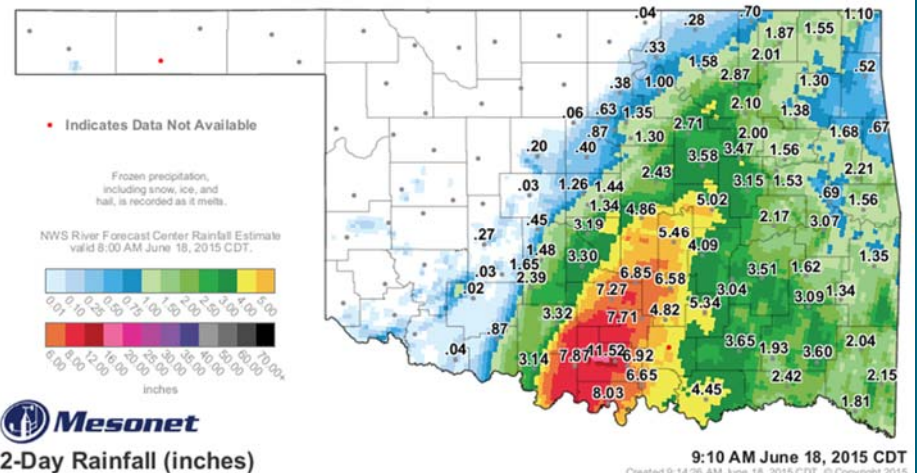 .04 .28 .70 1.10
1.87 1.55
.33 2.01
1.58 .52
.38 1.00 2.87 1.30
.06 .63 1.35 2.10 1.38
2.71
.87 1.30 2.00 1.68 .67
.20 .40 3.58 3.47 1.56
2.43 2.21
.03 1.26 1.44 3.15 1.53 .69
1.34 4.86 5.02 1.56
.45 3.19 2.17 3.07
.27 5.46
1.48 3.30 4.09 1.35
.03 1.65
2.39 6.85 6.58 3.51 1.62
.02 7.27 3.04 3.09 1.34
3.32 7.71 4.82 5.34
.87
.04 3.65 1.93 3.60 2.04
3.14 7.87 11.52 6.92
6.65 2.42 2.15
8.03 4.45 1.81
Indicates Data Not Available
Frozen precipitation,
including snow, ice, and
hail, is recorded as it melts.
NWS River Forecast Center Rainfall Estimate
valid 8:00 AM June 18, 2015 CDT.
0.01 0.10 0.25 0.50 0.75 1.00 1.50 2.00 2.50 3.00 4.00 5.00
6.00 8.00 12.00 16.00 20.00 25.00 30.00 35.00 40.00 50.00 60.00 70.00+
inches
Mesonet
2-Day Rainfall (inches)
9:10 AM June 18, 2015 CDT
Created 9:14:26 AM June 18, 2015 CDT. © Copyright 2015